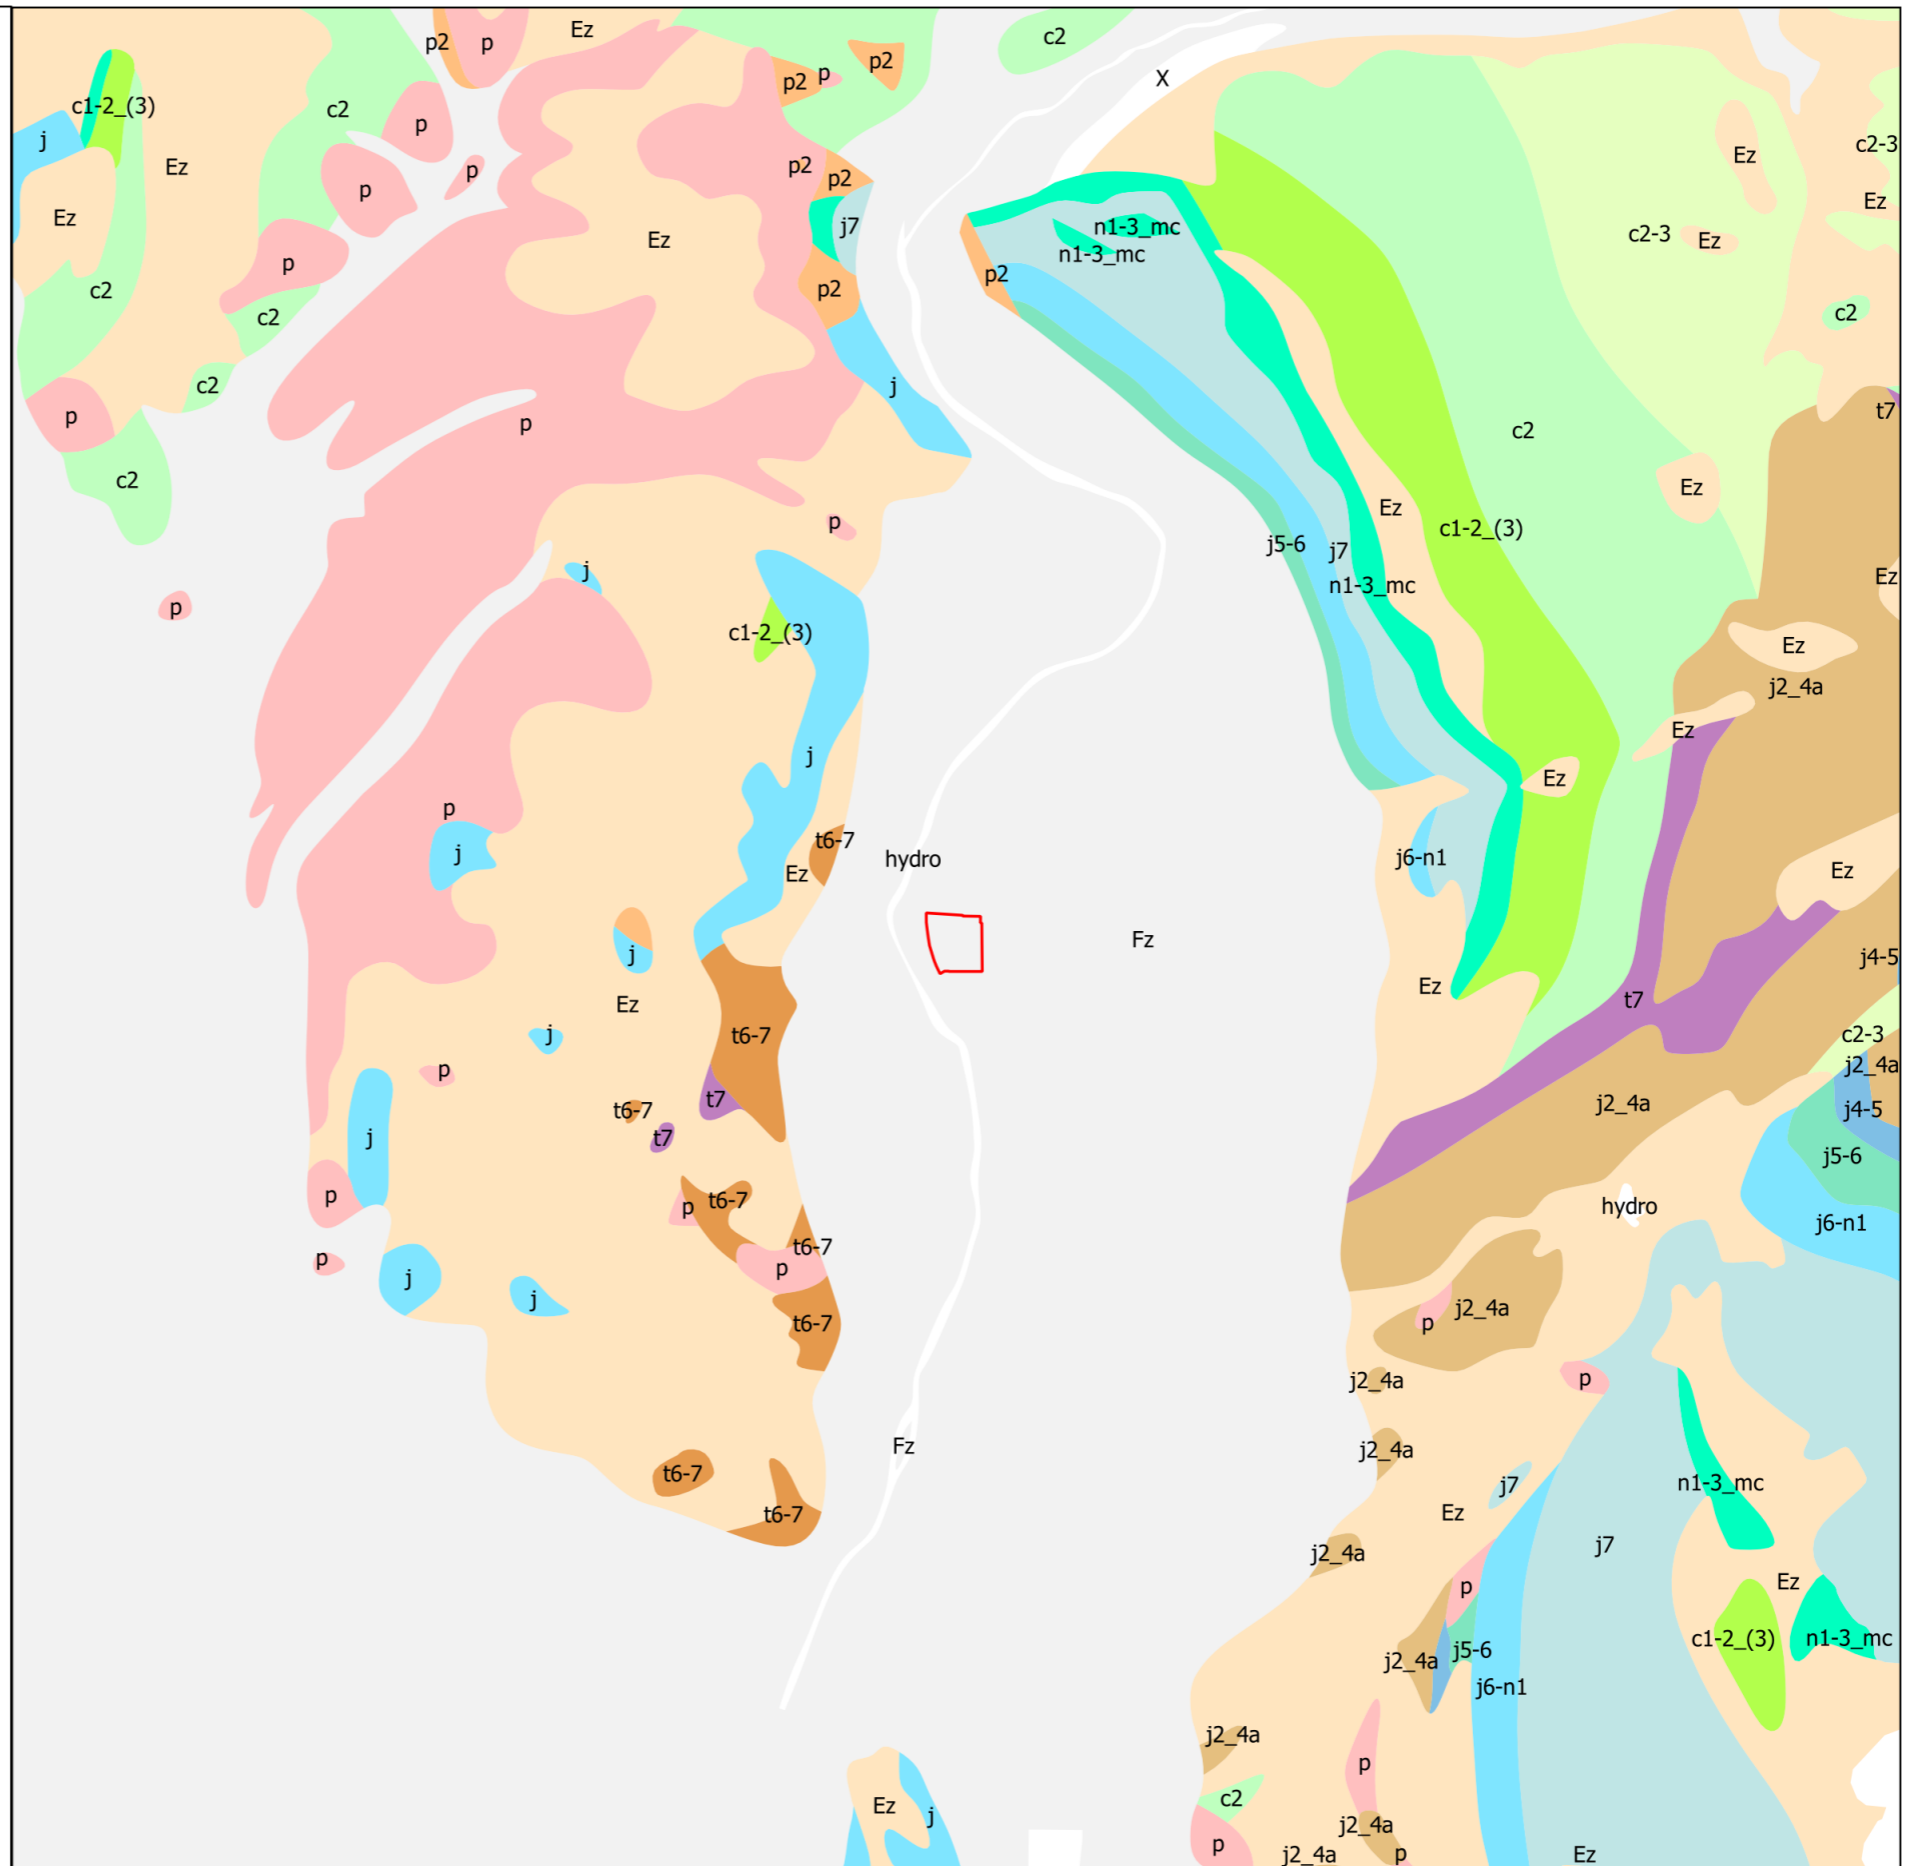 Ez
c2
p2
p
p2
p2
p
X
c1-2_(3)
c2
p
j
c2-3
Ez
Ez
p2
p2
p
p
Ez
Ez
j7
n1-3_mc
c2-3
Ez
Ez
n1-3_mc
p
p2
p2
c2
c2
c2
j
c2
t7
p
p
c2
c2
Ez
Ez
p
c1-2_(3)
j5-6
j7
j
n1-3_mc
Ez
p
c1-2_(3)
Ez
j2_4a
Ez
j
Ez
p
t6-7
j
hydro
j6-n1
Ez
Ez
Fz
j
j4-5
Ez
Ez
t7
j
t6-7
c2-3
j2_4a
p
t7
j2_4a
t6-7
j4-5
j
t7
j5-6
p
t6-7
p
hydro
j6-n1
t6-7
p
p
j
j
j2_4a
t6-7
p
j2_4a
p
Fz
j2_4a
t6-7
j7
n1-3_mc
t6-7
Ez
j7
j2_4a
p
Ez
c1-2_(3)
n1-3_mc
j5-6
j2_4a
j6-n1
j2_4a
p
c2
Ez
j
j2_4a
p
j2_4a
p
Ez